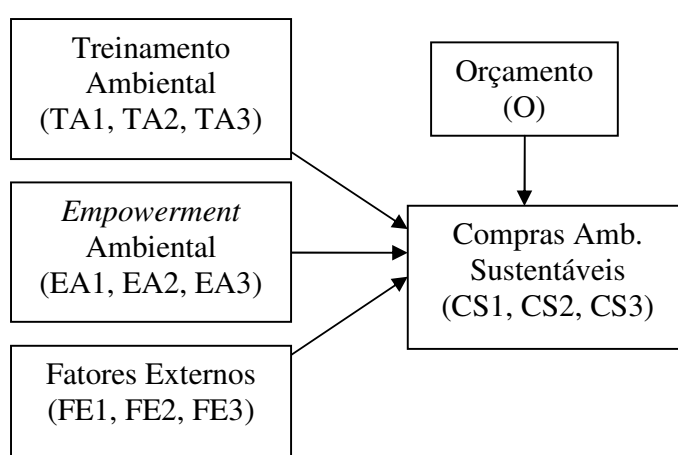 Treinamento
Ambiental
(TA1, TA2, TA3)
Orçamento
(O)
Empowerment
Ambiental
(EA1, EA2, EA3)
Compras Amb.
Sustentáveis
(CS1, CS2, CS3)
Fatores Externos
(FE1, FE2, FE3)